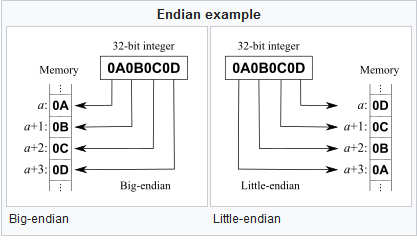 Endian example
32-bit integer
0A0B0C0D
Memory
⋮
a: 0A
a+1: 0B
a+2: 0C
a+3: 0D
⋮
Big-endian
32-bit integer
0A0B0C0D
Memory
⋮
a: 0D
a+1: 0C
a+2: 0B
a+3: 0A
⋮
Little-endian
Big-endian
Little-endian